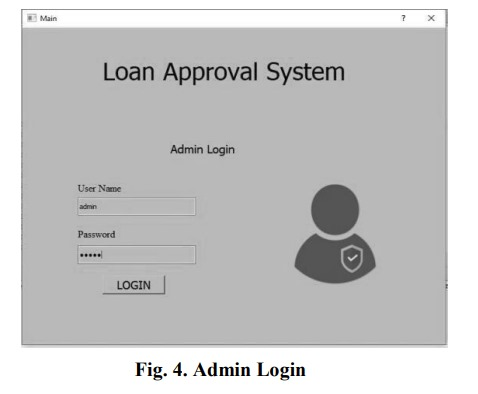 Main ? ×
Loan Approval System
Admin Login
User Name
admin
Password
•••••
LOGIN
Fig. 4. Admin Login